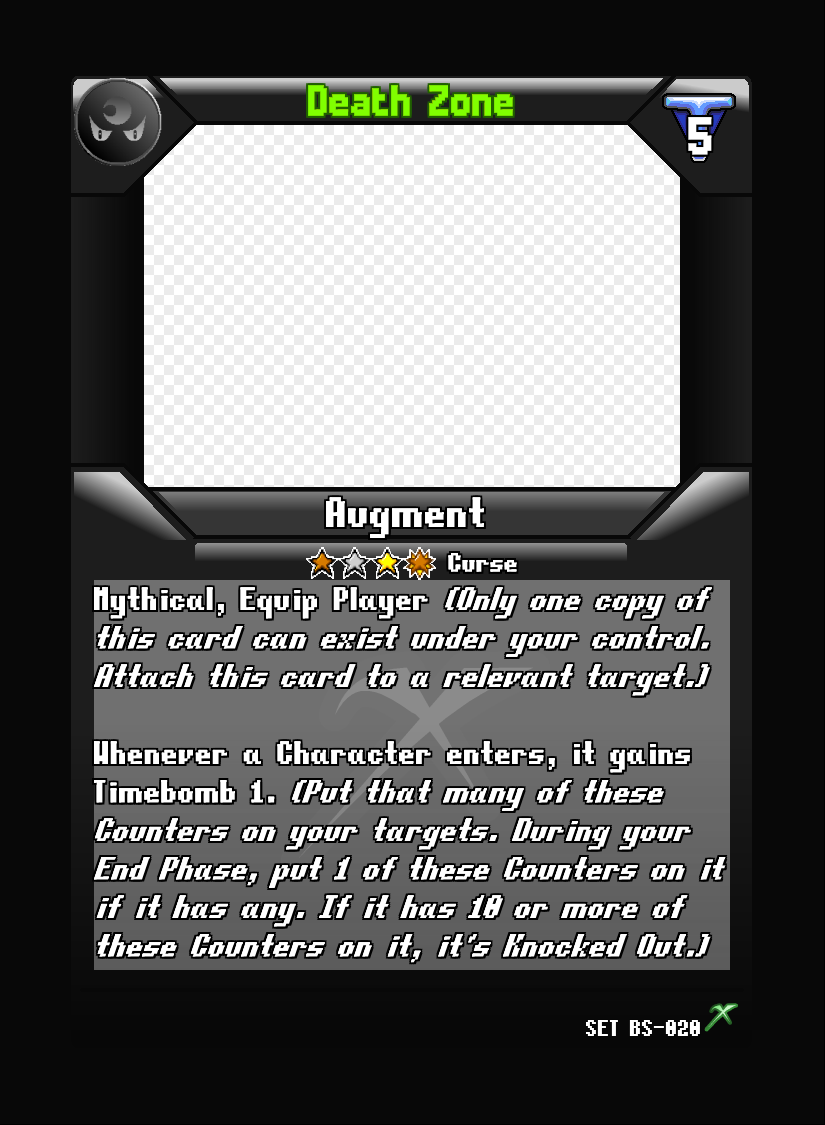 Death Zone
5
Augment
Curse
Mythical, Equip Player (Only one copy of
this card can exist under your control.
Attach this card to a relevant target.)
Whenever a Character enters, it gains
Timebomb 1. (Put that many of these
Counters on your targets. During your
End Phase, put 1 of these Counters on it
if it has any. If it has 10 or more of
these Counters on it, it's Knocked Out.)
SET BS-020